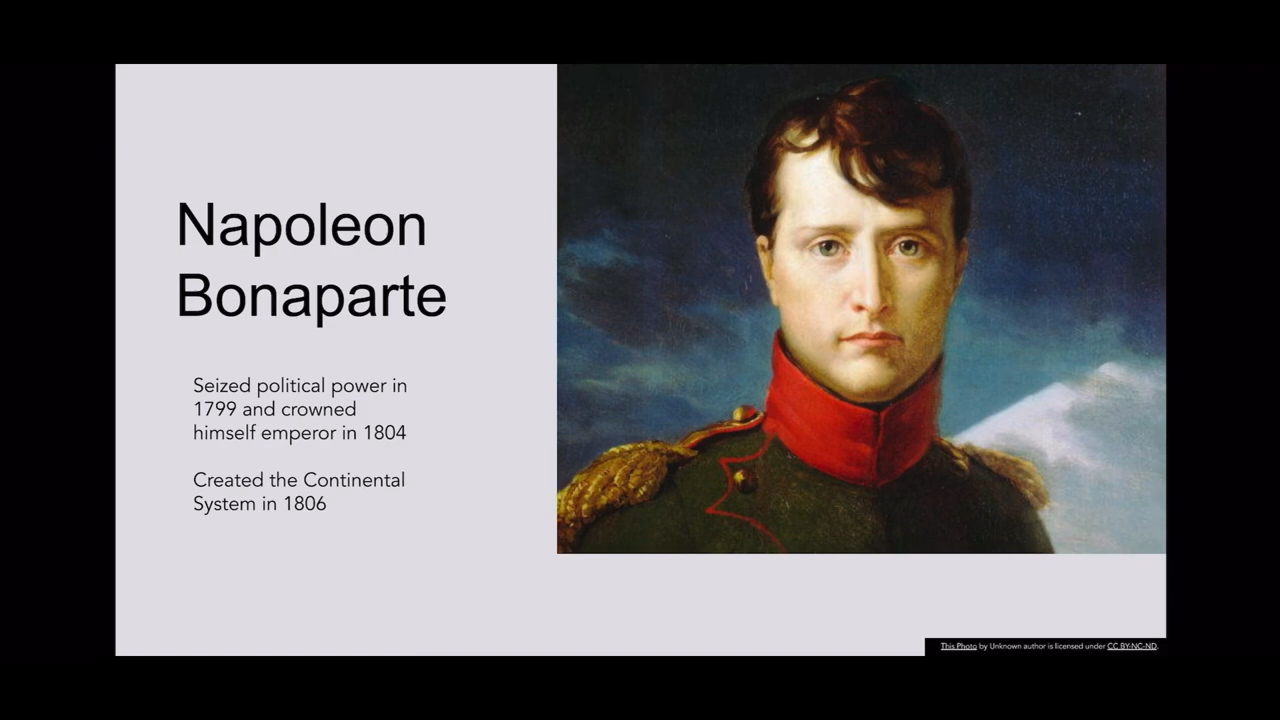 Napoleon
Bonaparte
Seized political power in
1799 and crowned
himself emperor in 1804
Created the Continental
System in 1806
This Photo by Unknown author is licensed under CC BY-NC-ND.